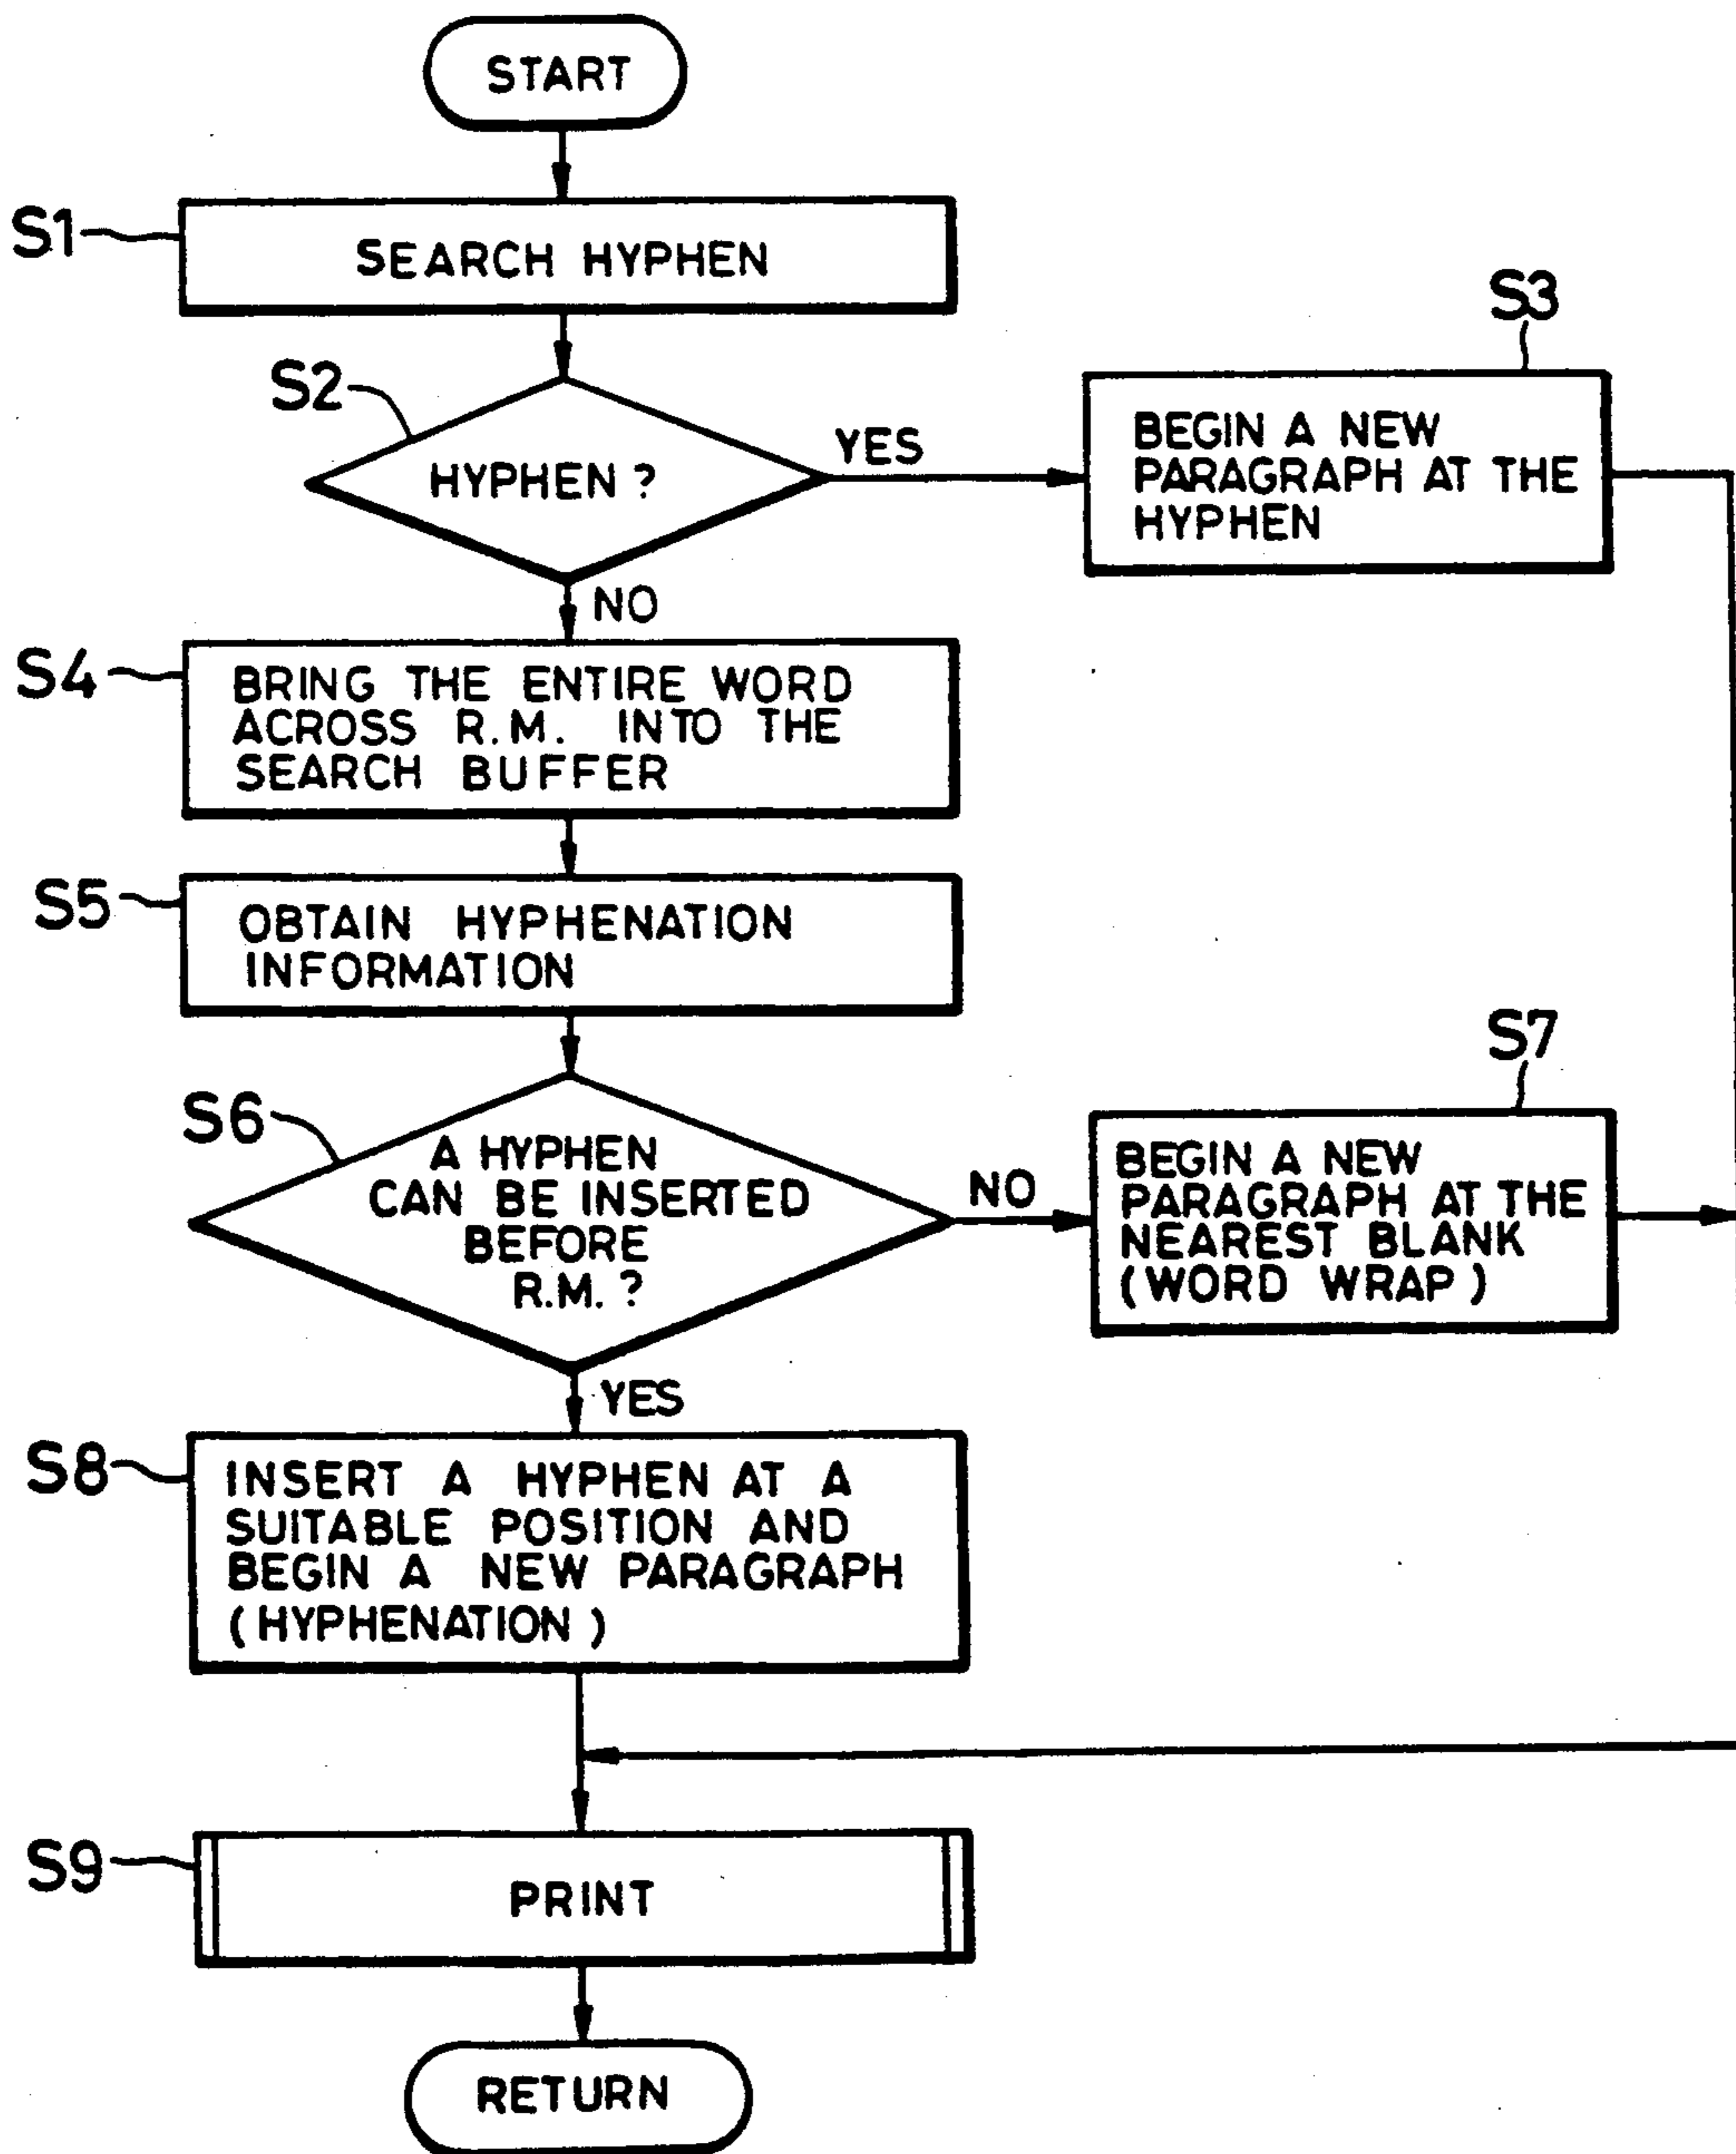 START
S1
SEARCH HYPHEN
S2
HYPHEN ?
YES
S3
BEGIN A NEW
PARAGRAPH AT THE
HYPHEN
NO
S4
BRING THE ENTIRE WORD
ACROSS R.M. INTO THE
SEARCH BUFFER
S5
OBTAIN HYPHENATION
INFORMATION
S6
A HYPHEN
CAN BE INSERTED
BEFORE
R.M. ?
NO
S7
BEGIN A NEW
PARAGRAPH AT THE
NEAREST BLANK
(WORD WRAP)
YES
S8
INSERT A HYPHEN AT A
SUITABLE POSITION AND
BEGIN A NEW PARAGRAPH
(HYPHENATION)
S9
PRINT
RETURN